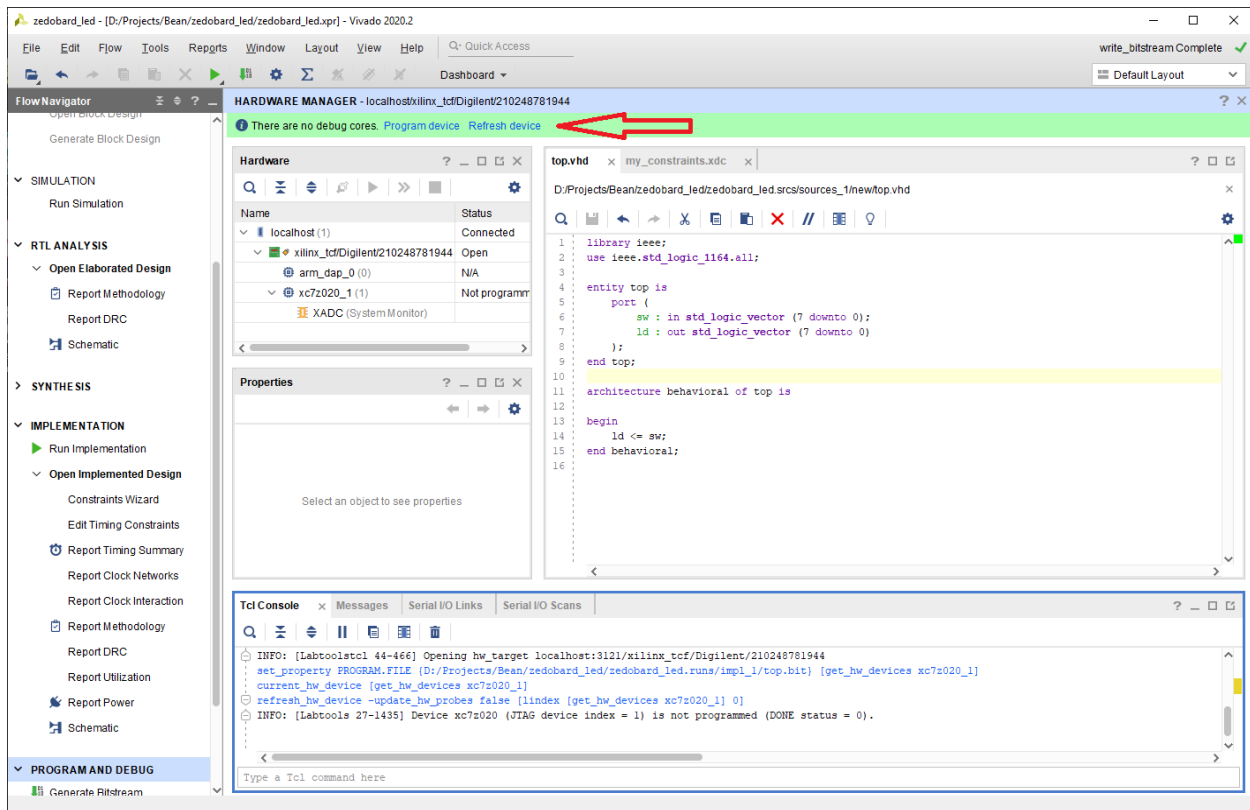 zedobard_led - [D:/Projects/Bean/zedobard_led/zedobard_led.xpr] - Vivado 2020.2
File Edit Flow Tools Reports Window Layout View Help Q- Quick Access write_bitstream Complete
Dashboard Default Layout
Flow Navigator
Open Block Design
Generate Block Design
SIMULATION
Run Simulation
RTL ANALYSIS
Open Elaborated Design
Report Methodology
Report DRC
Schematic
SYNTHESIS
IMPLEMENTATION
Run Implementation
Open Implemented Design
Constraints Wizard
Edit Timing Constraints
Report Timing Summary
Report Clock Networks
Report Clock Interaction
Report Methodology
Report DRC
Report Utilization
Report Power
Schematic
PROGRAM AND DEBUG
Generate Bitstream
HARDWARE MANAGER - localhost/xilinx_tcf/Digilent/210248781944
There are no debug cores. Program device Refresh device
Hardware
Name Status
localhost (1) Connected
xilinx_tcf/Digilent/210248781944 Open
arm_dap_0 (0) N/A
xc7z020_1 (1) Not programm
XADC (System Monitor)
Properties
Select an object to see properties
top.vhd my_constraints.xdc
D:/Projects/Bean/zedobard_led/zedobard_led.srcs/sources_1/new/top.vhd
1 library ieee;
2 use ieee.std_logic_1164.all;
3
4 entity top is
5 port (
6 sw : in std_logic_vector (7 downto 0);
7 ld : out std_logic_vector (7 downto 0)
8 );
9 end top;
10
11 architecture behavioral of top is
12
13 begin
14 ld <= sw;
15 end behavioral;
16
Tcl Console Messages Serial I/O Links Serial I/O Scans
INFO: [Labtoolstcl 44-466] Opening hw_target localhost:3121/xilinx_tcf/Digilent/210248781944
set_property PROGRAM.FILE {D:/Projects/Bean/zedobard_led/zedobard_led.runs/impl_1/top.bit} [get_hw_devices xc7z020_1]
current_hw_device [get_hw_devices xc7z020_1]
refresh_hw_device -update_hw_probes false [lindex [get_hw_devices xc7z020_1] 0]
INFO: [Labtools 27-1435] Device xc7z020 (JTAG device index = 1) is not programmed (DONE status = 0).
Type a Tcl command here